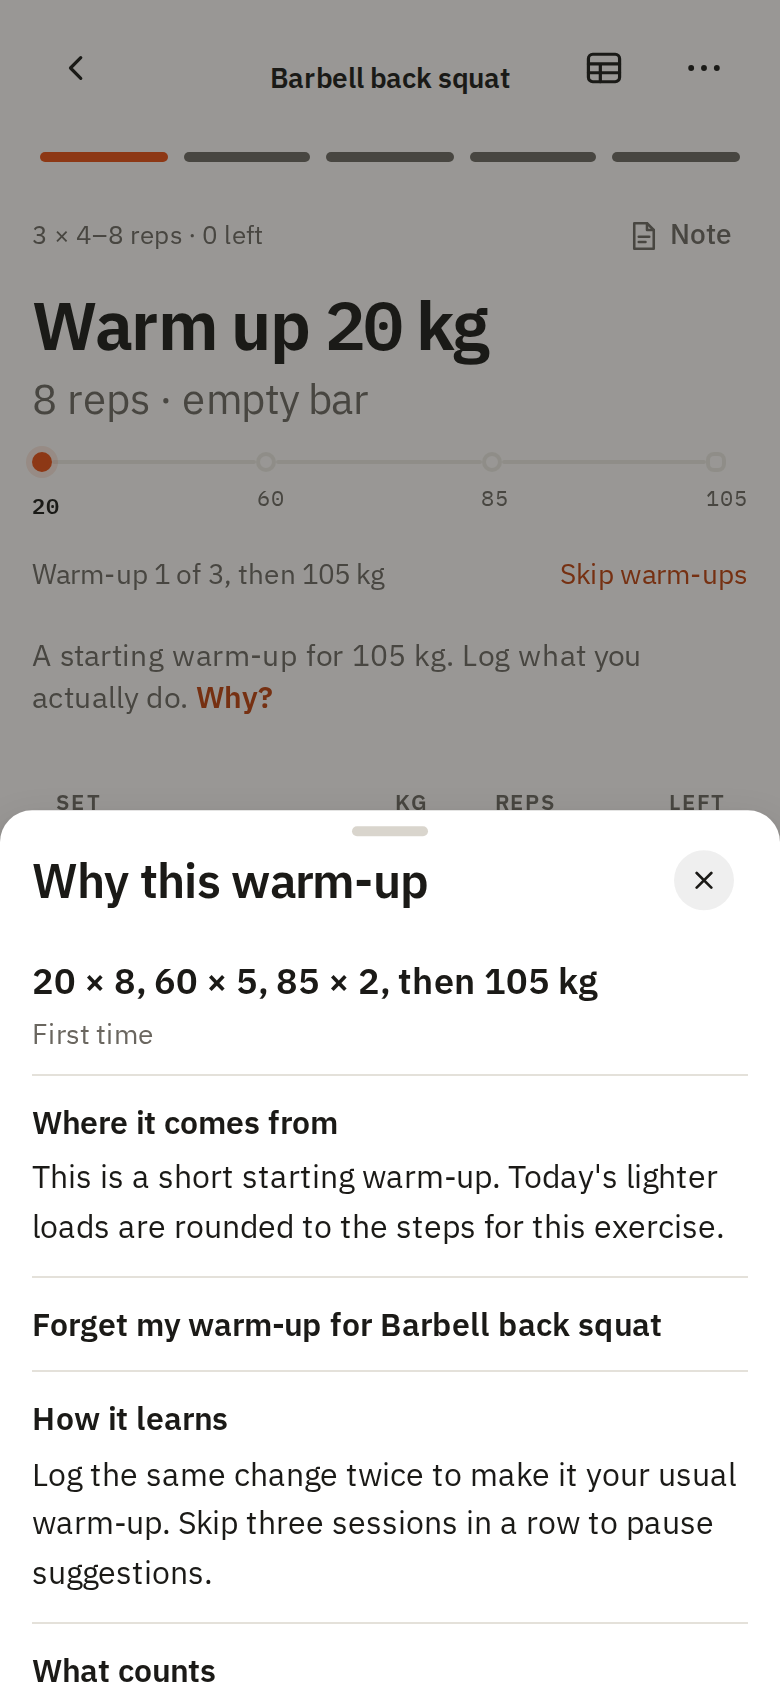 Barbell back squat
3 × 4–8 reps · 0 left
Note
Warm up 20 kg
8 reps · empty bar
20 60 85 105
Warm-up 1 of 3, then 105 kg
Skip warm-ups
A starting warm-up for 105 kg. Log what you
actually do. Why?
SET KG REPS LEFT
Why this warm-up
20 × 8, 60 × 5, 85 × 2, then 105 kg
First time
Where it comes from
This is a short starting warm-up. Today's lighter
loads are rounded to the steps for this exercise.
Forget my warm-up for Barbell back squat
How it learns
Log the same change twice to make it your usual
warm-up. Skip three sessions in a row to pause
suggestions.
What counts